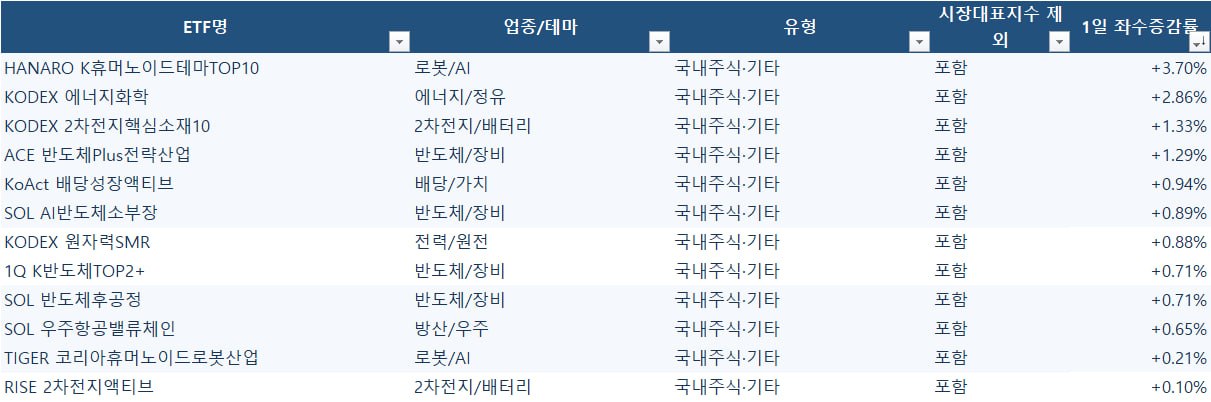 ETF명 업종/테마 유형 시장대표지수 제외 1일 좌수증감률
HANARO K휴머노이드테마TOP10 로봇/AI 국내주식·기타 포함 +3.70%
KODEX 에너지화학 에너지/정유 국내주식·기타 포함 +2.86%
KODEX 2차전지핵심소재10 2차전지/배터리 국내주식·기타 포함 +1.33%
ACE 반도체Plus전략산업 반도체/장비 국내주식·기타 포함 +1.29%
KoAct 배당성장액티브 배당/가치 국내주식·기타 포함 +0.94%
SOL AI반도체소부장 반도체/장비 국내주식·기타 포함 +0.89%
KODEX 원자력SMR 전력/원전 국내주식·기타 포함 +0.88%
1Q K반도체TOP2+ 반도체/장비 국내주식·기타 포함 +0.71%
SOL 반도체후공정 반도체/장비 국내주식·기타 포함 +0.71%
SOL 우주항공밸류체인 방산/우주 국내주식·기타 포함 +0.65%
TIGER 코리아휴머노이드로봇산업 로봇/AI 국내주식·기타 포함 +0.21%
RISE 2차전지액티브 2차전지/배터리 국내주식·기타 포함 +0.10%